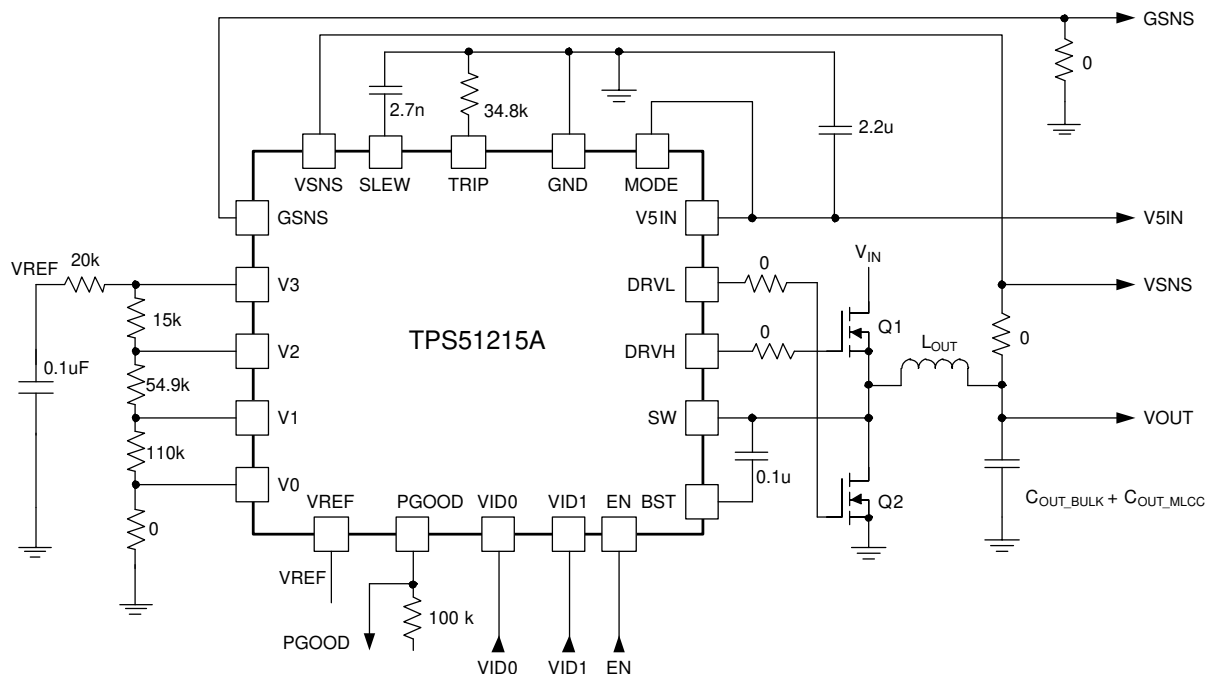 GSNS
0
2.7n
34.8k
2.2u
VSNS SLEW TRIP GND MODE
GSNS
V5IN
V5IN
VREF
20k
V3
DRVL
0
V_IN
VSNS
15k
Q1
0
TPS51215A
V2
DRVH
0
L_OUT
0.1uF
54.9k
V1
SW
VOUT
110k
V0
0.1u
BST
Q2
C_OUT_BULK + C_OUT_MLCC
0
VREF PGOOD VID0 VID1 EN
VREF
100 k
PGOOD
VID0 VID1 EN